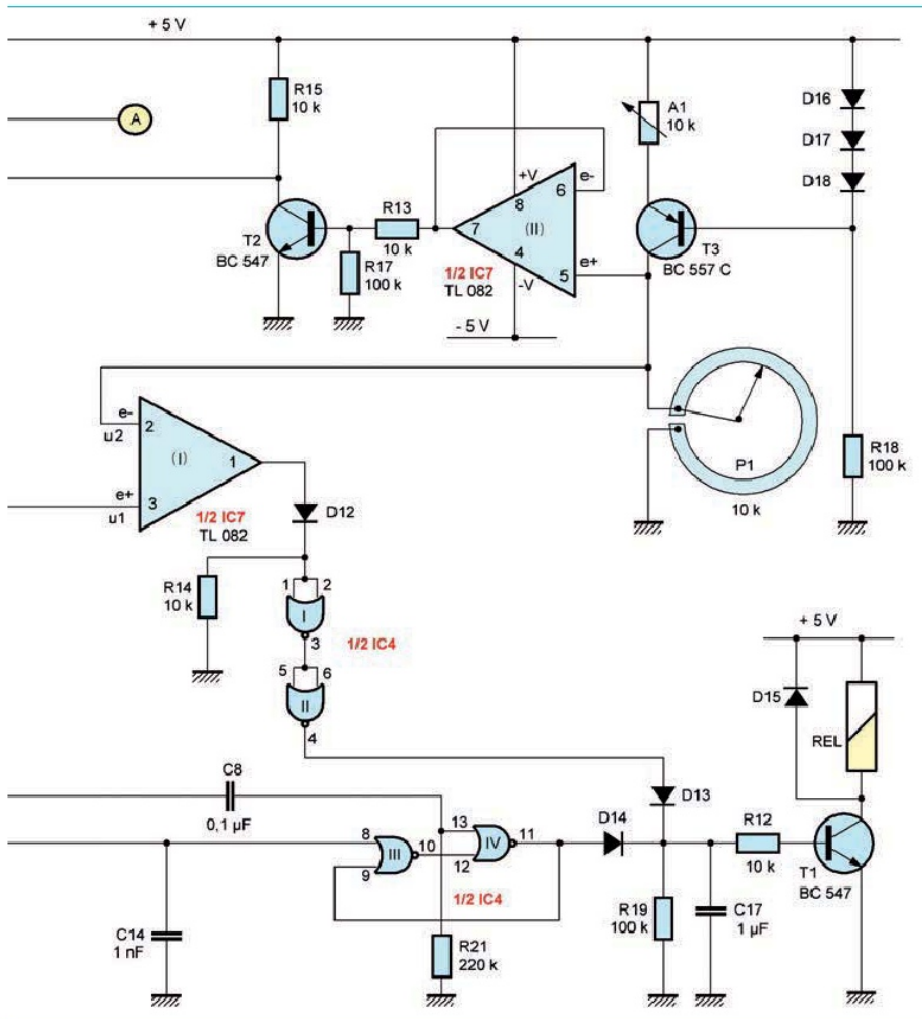 + 5 V
R15
10 k
A
A1
10 k
D16
D17
D18
+V
e-
6
8
7
(II)
4
5
e+
-V
R13
10 k
T2
BC 547
R17
100 k
1/2 IC7
TL 082
T3
BC 557 C
- 5 V
e-
u2
2
(I)
1
e+
u1
3
1/2 IC7
TL 082
D12
P1
10 k
R18
100 k
R14
10 k
1
2
I
3
1/2 IC4
5
6
II
4
+ 5 V
D15
REL
C8
0,1 µF
D13
D14
R12
10 k
T1
BC 547
8
9
III
10
13
12
IV
11
1/2 IC4
C14
1 nF
R21
220 k
R19
100 k
C17
1 µF